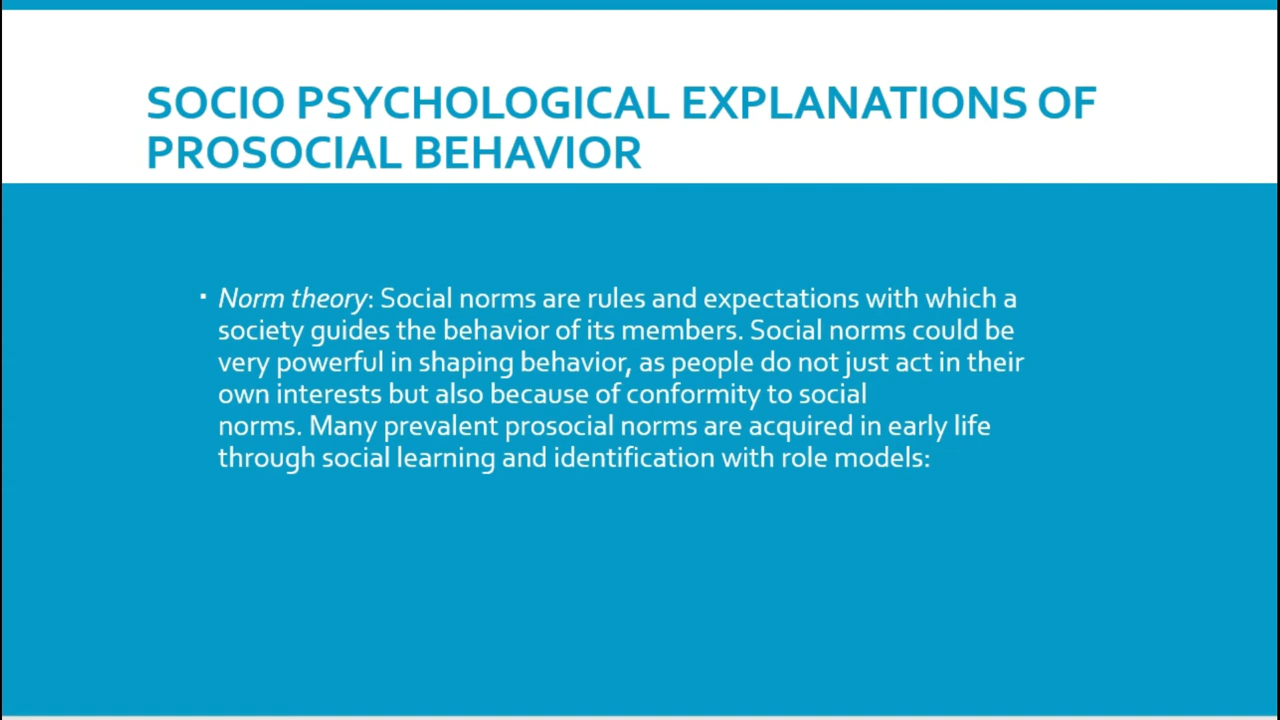 SOCIO PSYCHOLOGICAL EXPLANATIONS OF
PROSOCIAL BEHAVIOR
▪ Norm theory: Social norms are rules and expectations with which a
society guides the behavior of its members. Social norms could be
very powerful in shaping behavior, as people do not just act in their
own interests but also because of conformity to social
norms. Many prevalent prosocial norms are acquired in early life
through social learning and identification with role models: